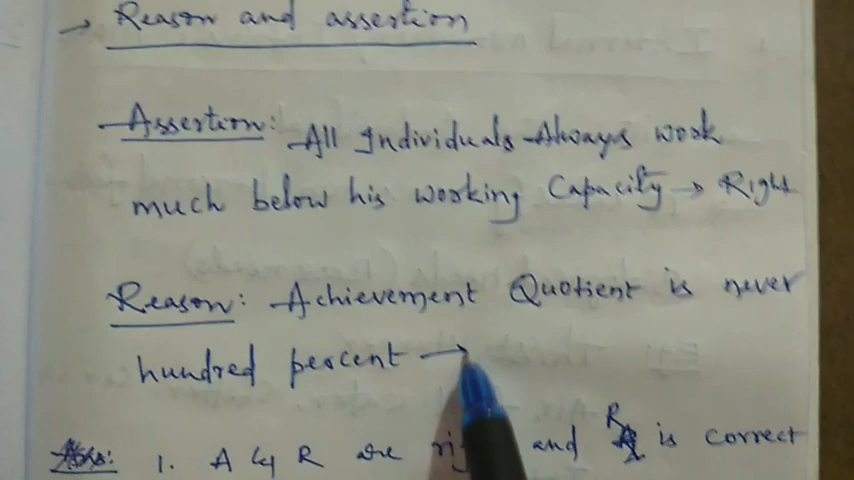 → Reason and assertion
Assertion: All Individuals Always work
much below his working Capacity → Right
Reason: Achievement Quotient is never
hundred percent →
Ans: 1. A & R are and R is correct